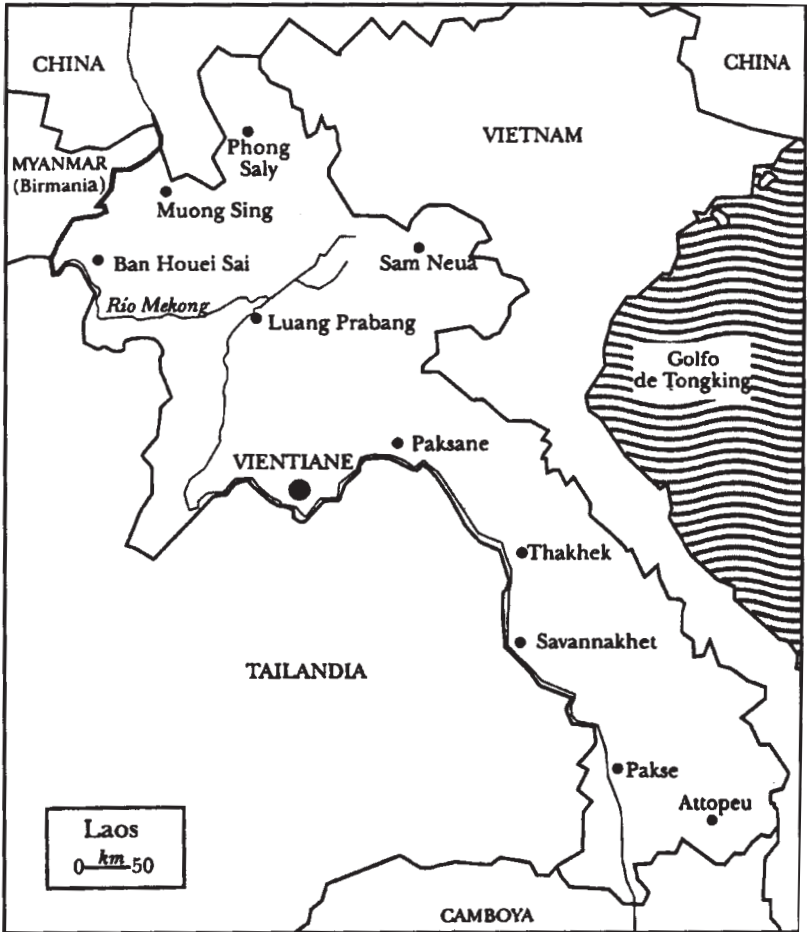 CHINA
CHINA
VIETNAM
Phong
Saly
MYANMAR
(Birmania)
Muong Sing
Ban Houei Sai
Sam Neua
Río Mekong
Luang Prabang
Golfo
de Tongking
Paksane
VIENTIANE
Thakhek
Savannakhet
TAILANDIA
Pakse
Attopeu
Laos
0 km 50
CAMBOYA